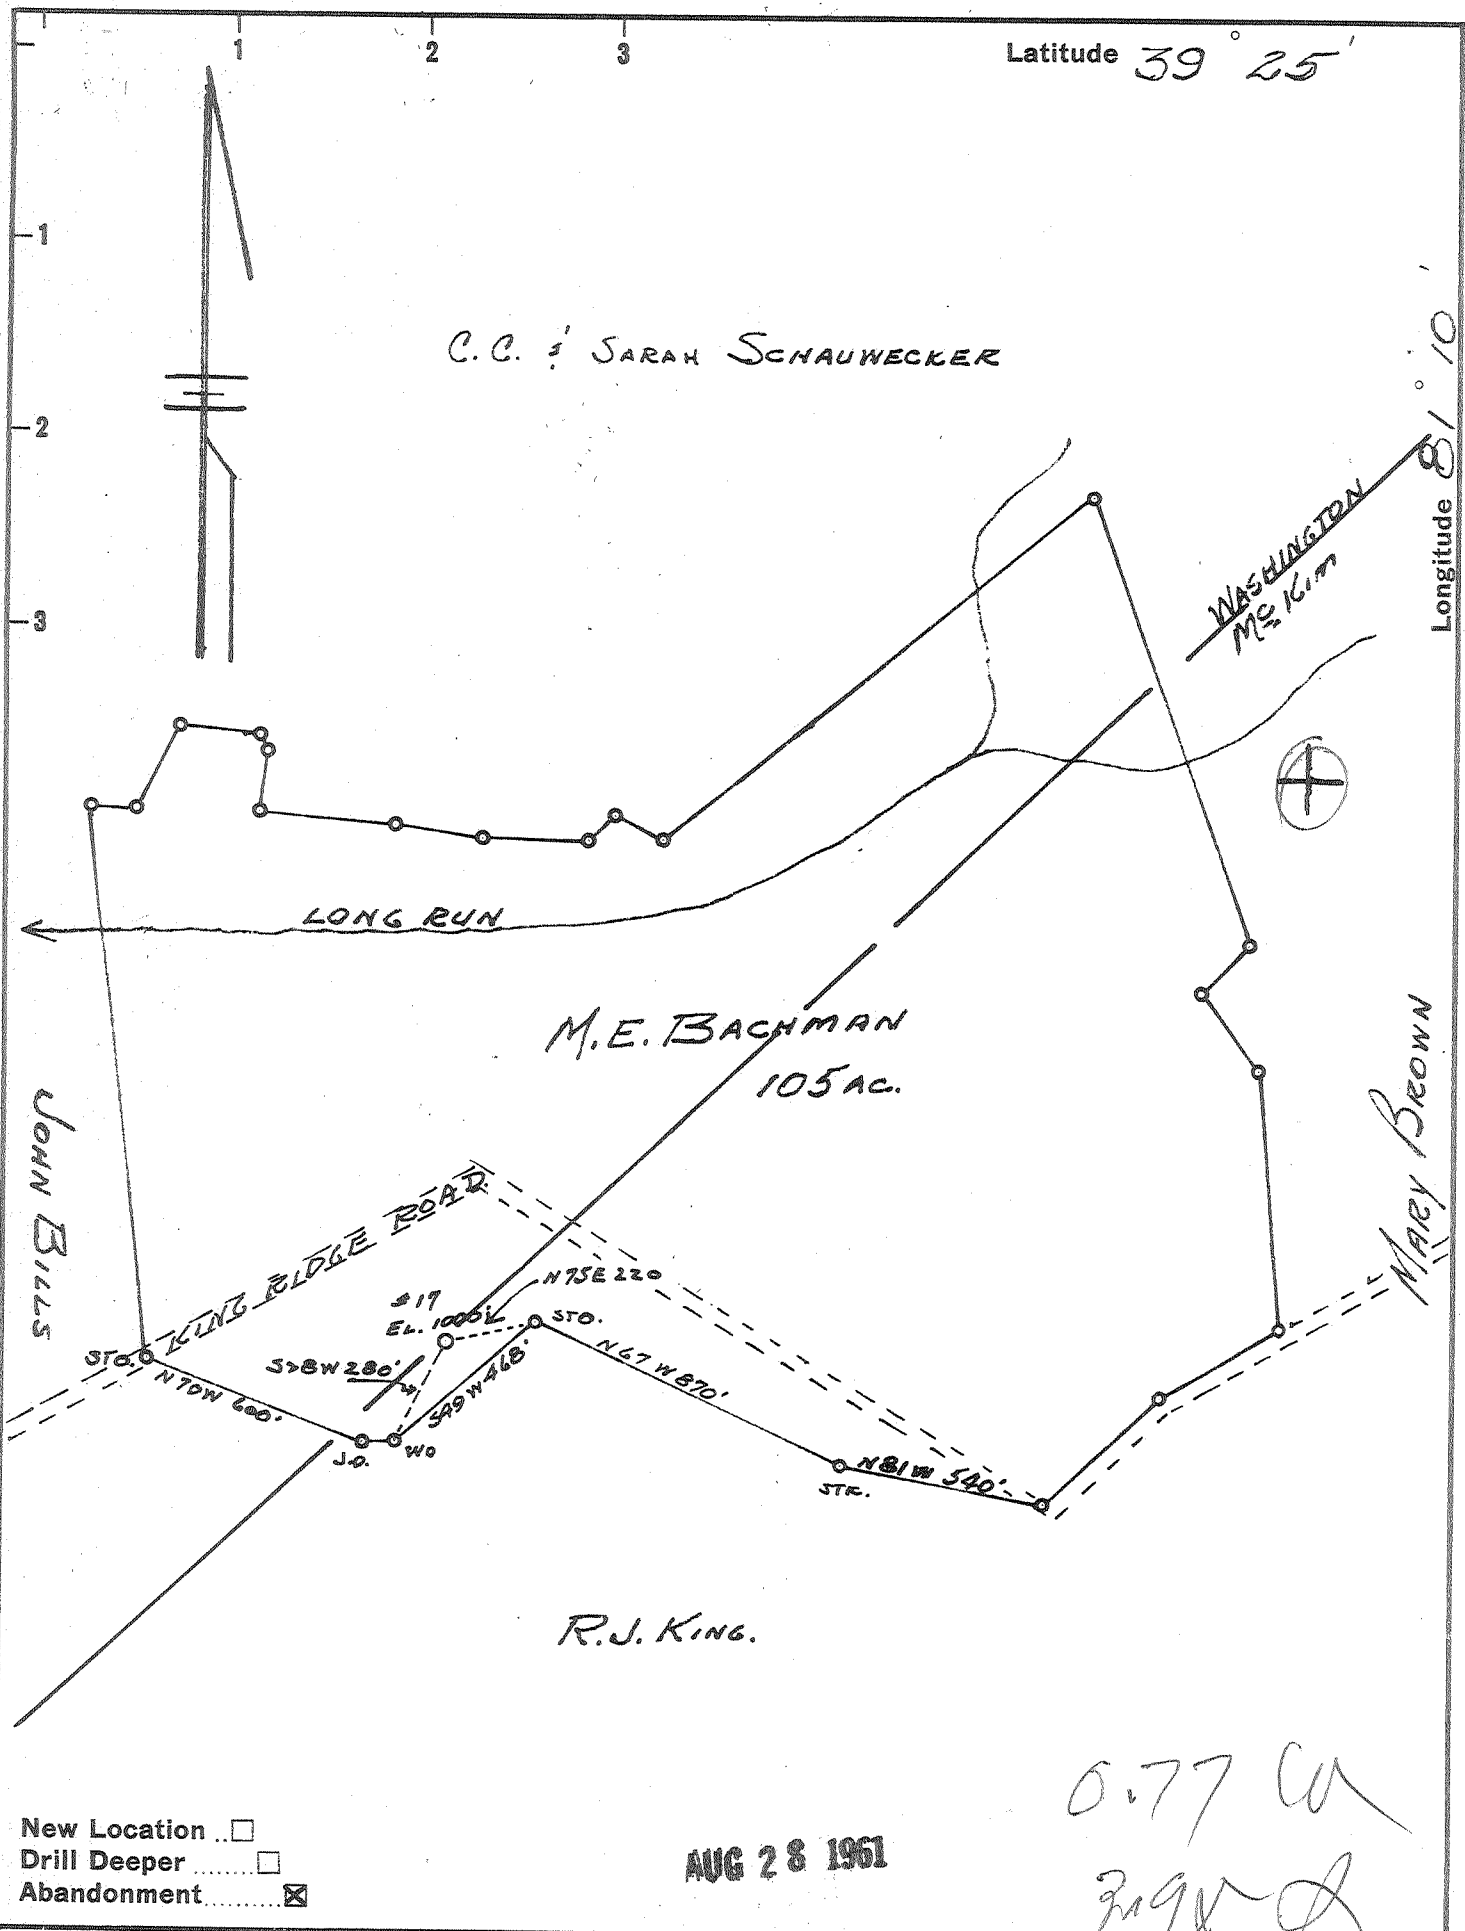 1 2 3
Latitude 39° 25'
1
2
3
Longitude 81° 10'
C.C. & SARAH SCHAUWECKER
WASHINGTON
McKIM
LONG RUN
M.E. BACHMAN
105 AC.
JOHN BILLS
MARY BROWN
RIDGE ROAD
N75E 220
#17
EL. 1005'
STO.
STO.
S28W 280'
S49W 468'
N67W 870'
N70W 600'
J.O.
WO
STK.
N81W 540'
R.J. KING.
New Location ..☐
Drill Deeper ........☐
Abandonment..........☒
AUG 28 1961
0.77